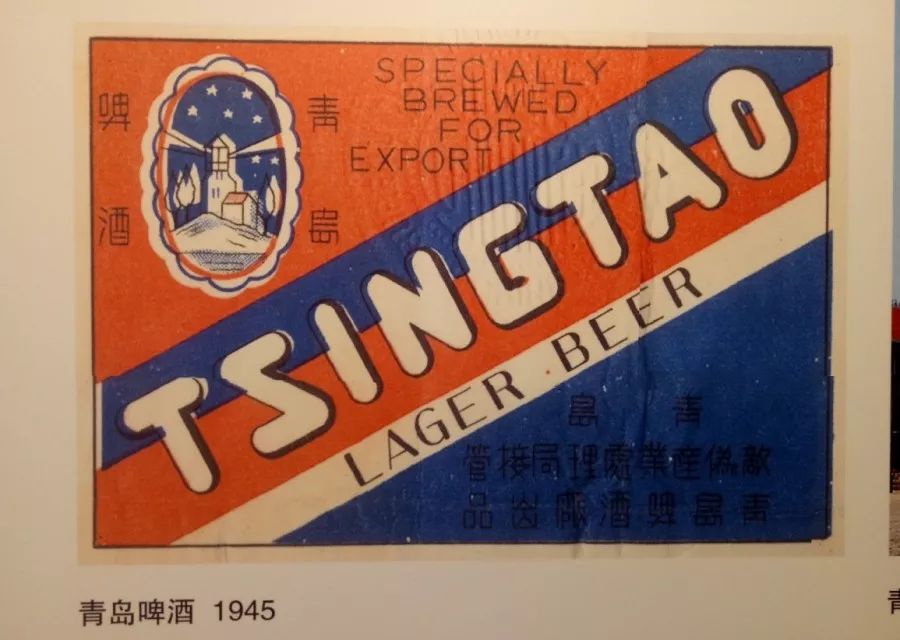 青島
啤酒
SPECIALLY
BREWED
FOR
EXPORT
TSINGTAO
LAGER BEER
青島
敵偽產業處理局接管
青島啤酒廠出品
青岛啤酒 1945